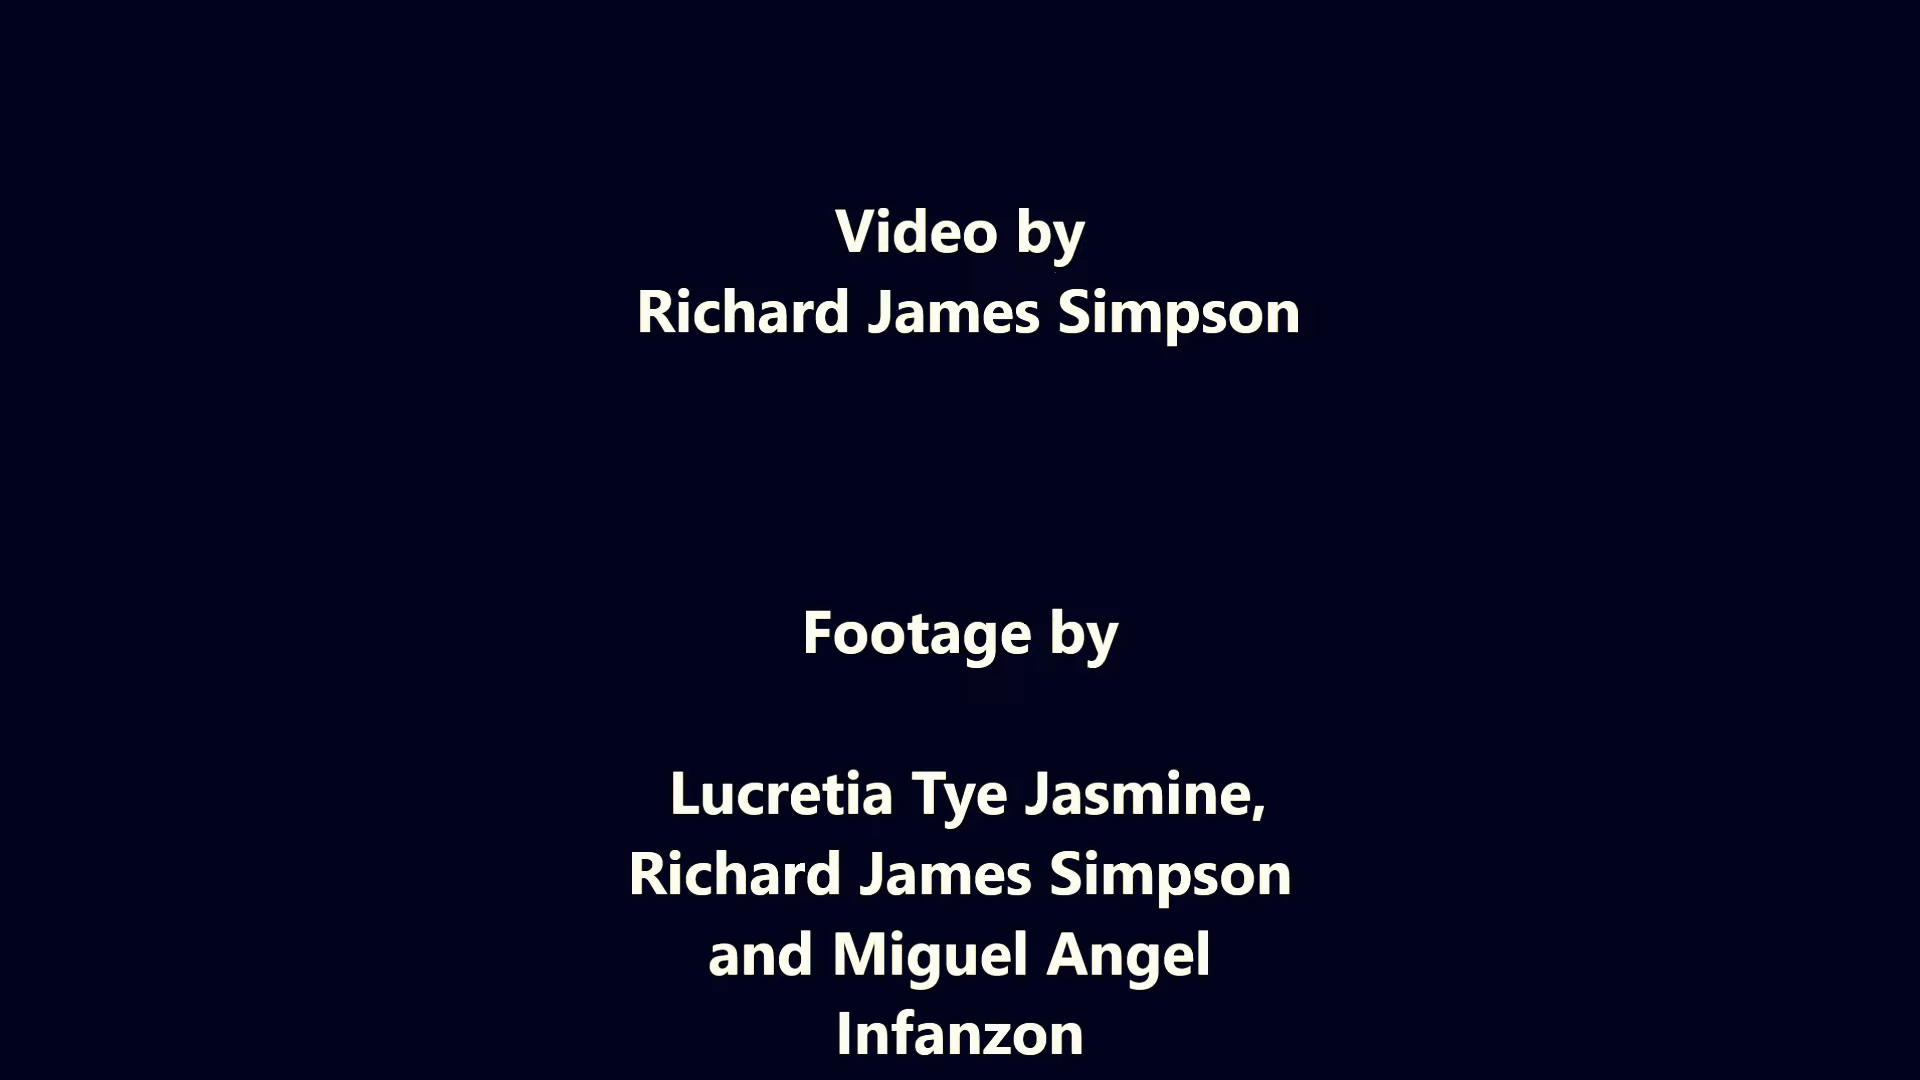 Video by
Richard James Simpson
Footage by
Lucretia Tye Jasmine,
Richard James Simpson
and Miguel Angel
Infanzon